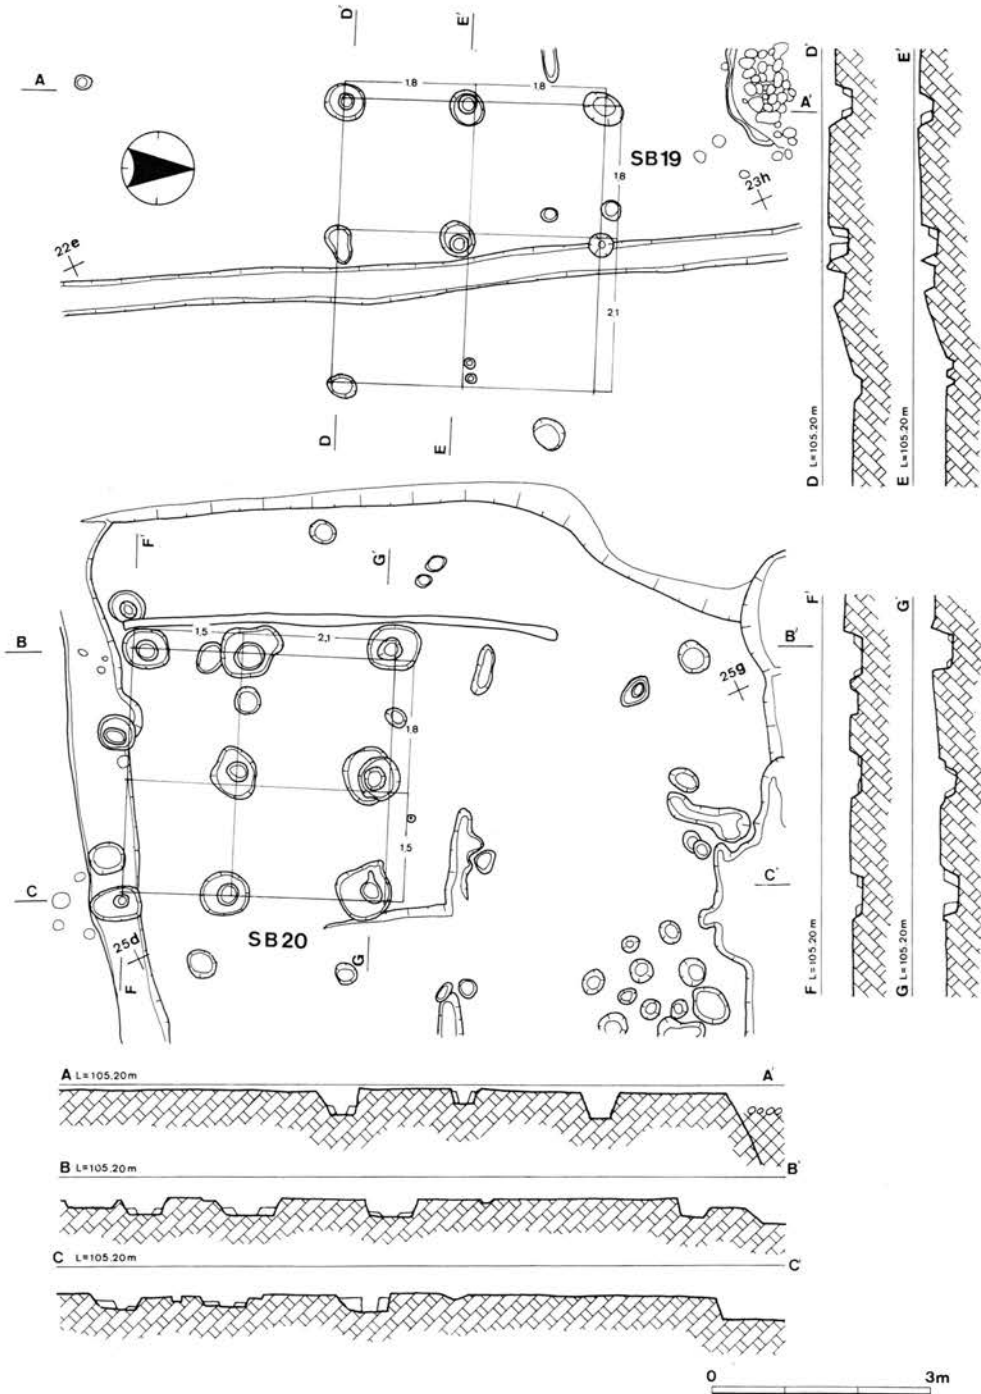 D'
E'
A
1.8
1.8
A'
SB19
1.8
23h
22e
2.1
D
E
D'
E'
D L=105.20m
E L=105.20m
F'
G'
B
1.5
2.1
B'
25g
1.8
1.5
C
C'
SB20
25d
F
G
F'
G'
F L=105.20m
G L=105.20m
A L=105.20m
A'
B L=105.20m
B'
C L=105.20m
C'
0
3m